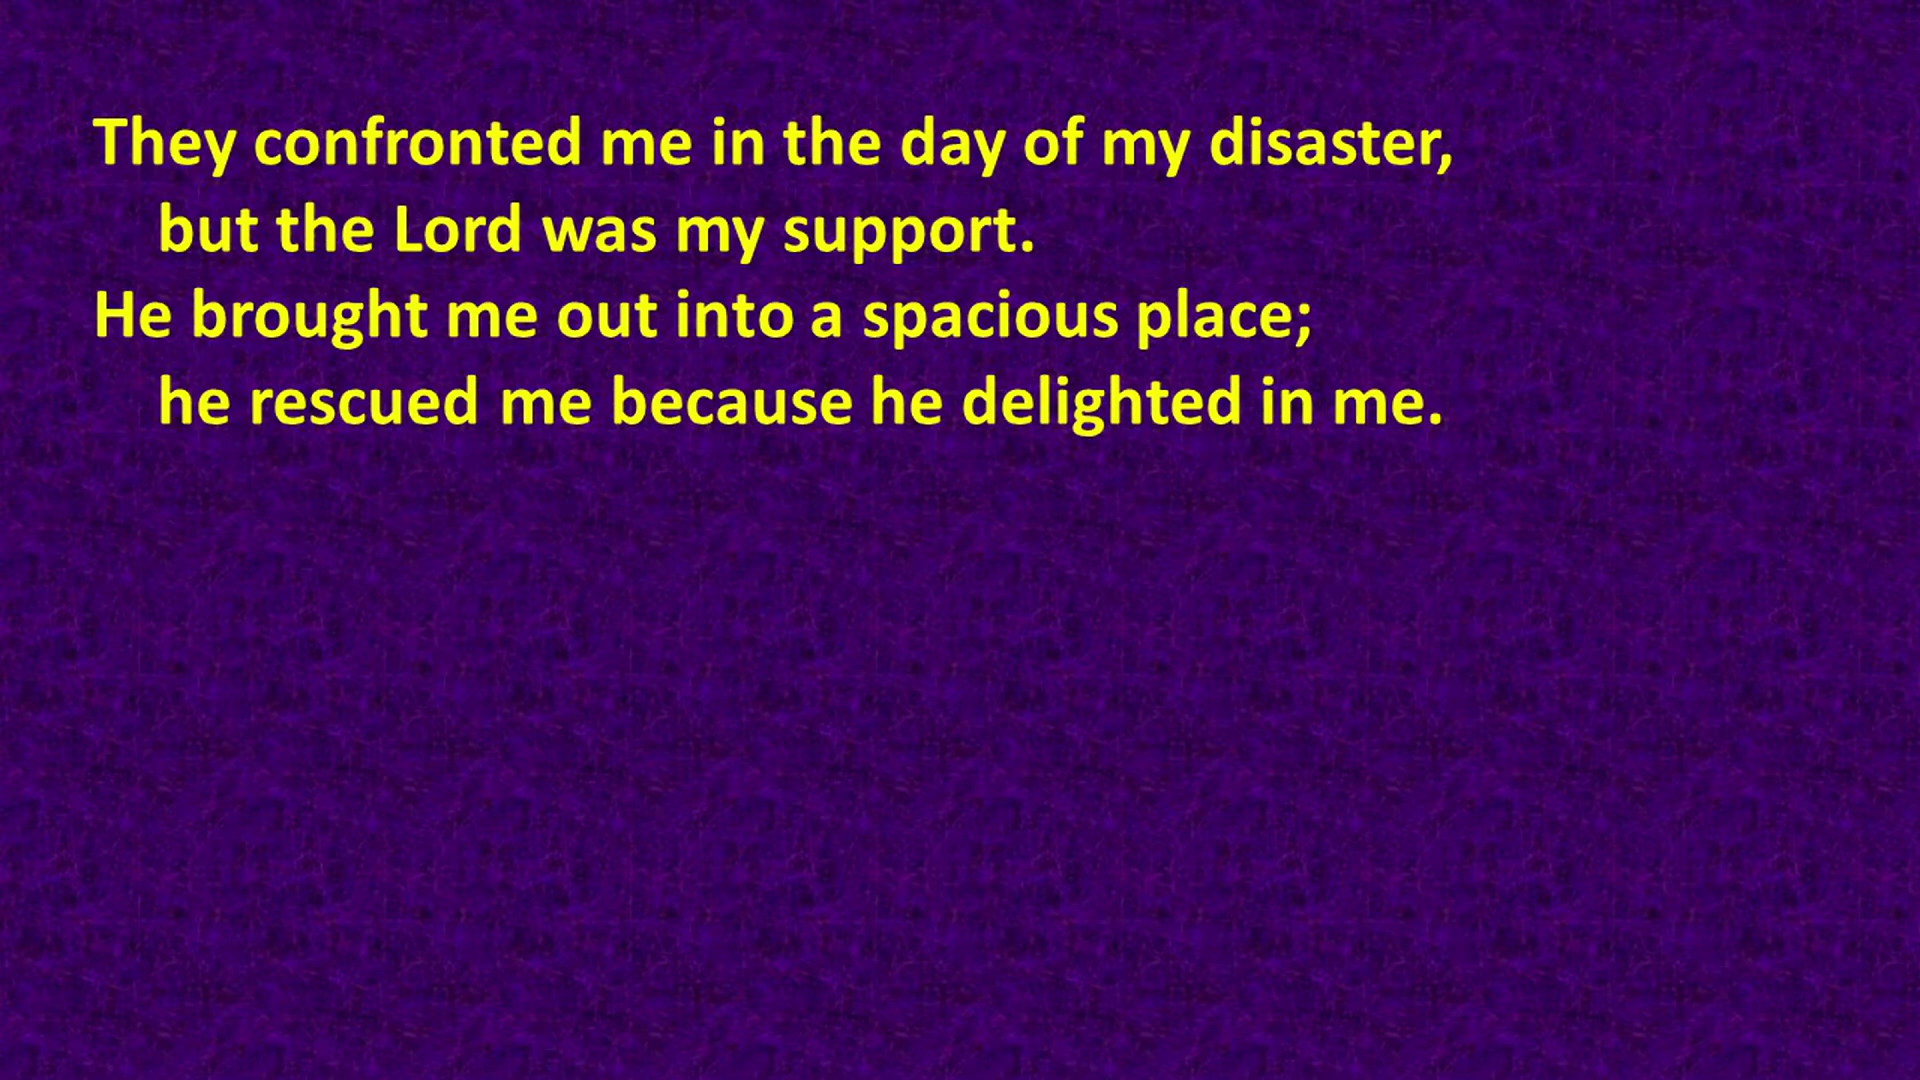 They confronted me in the day of my disaster,
but the Lord was my support.
He brought me out into a spacious place;
he rescued me because he delighted in me.